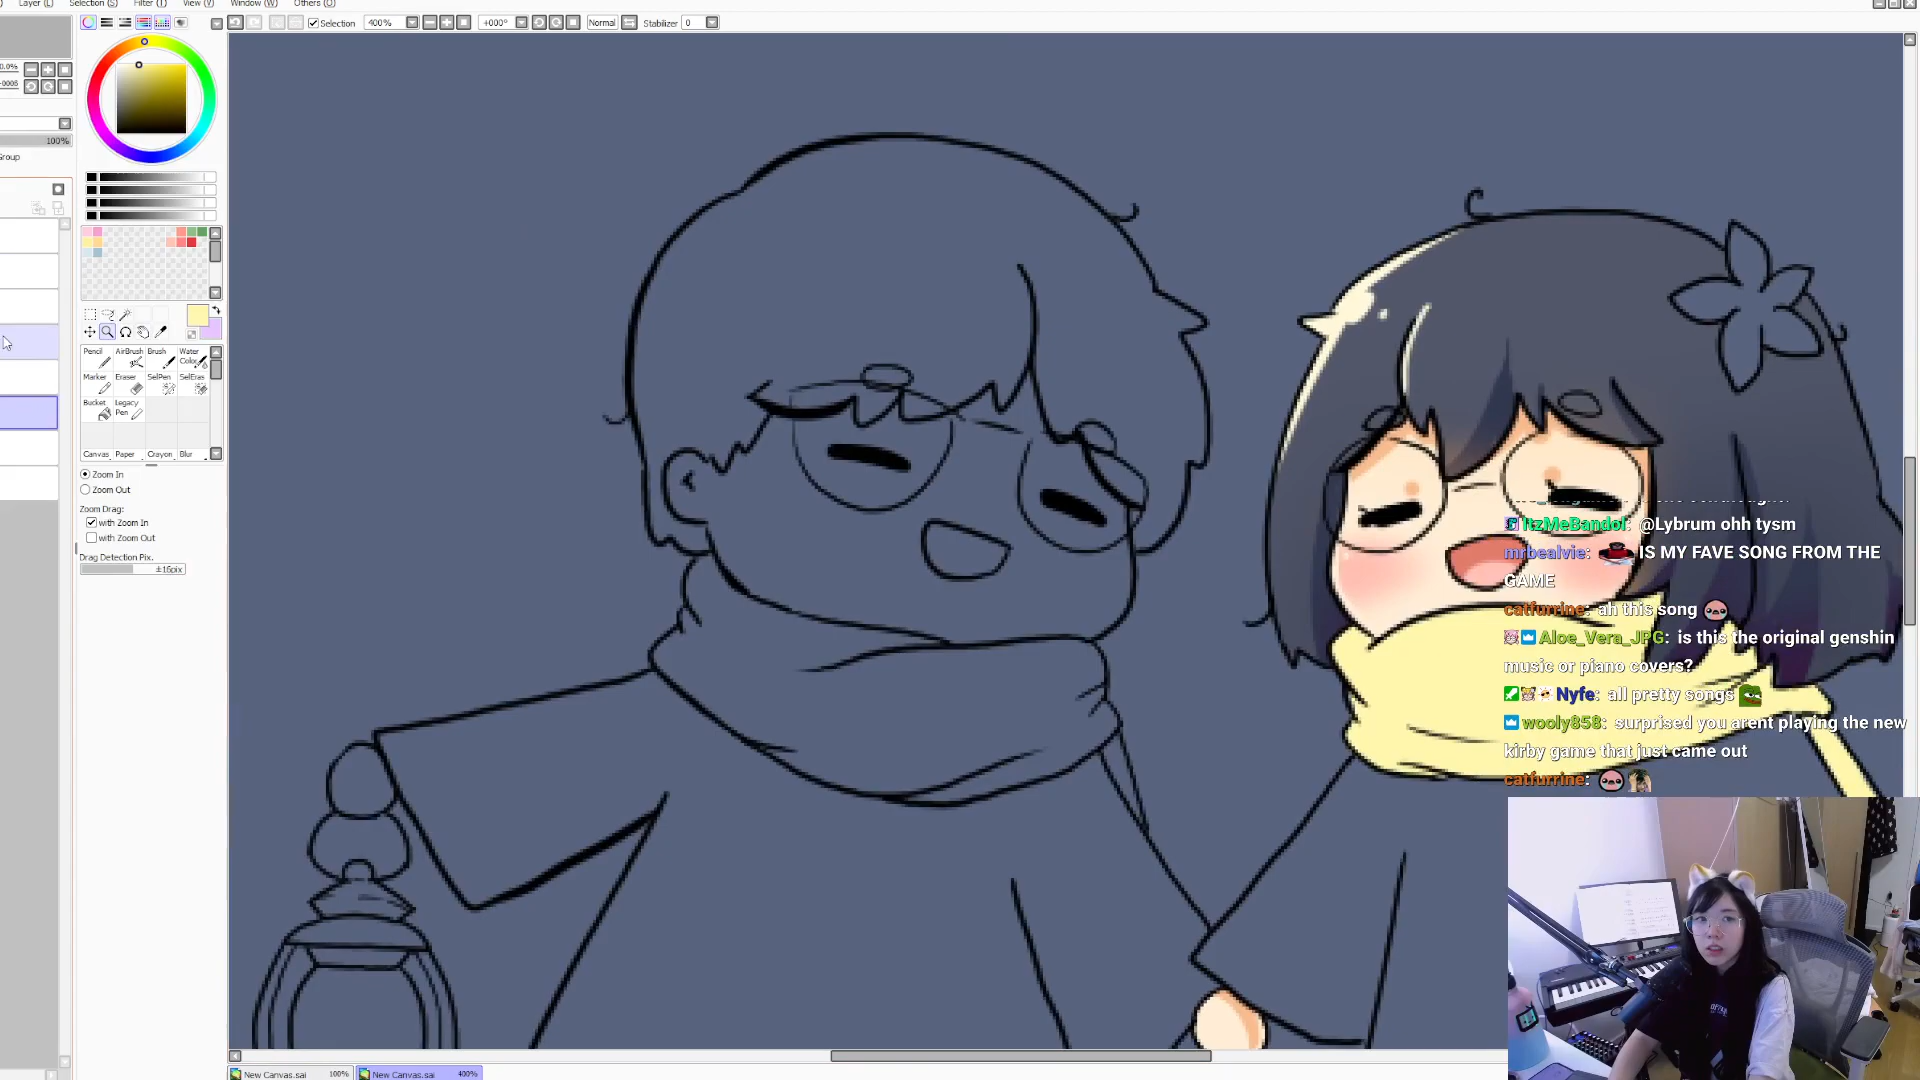 Layer (L) Selection (S) Filter (T) View (V) Window (W) Others (O)
Selection 400% +000° Normal Stabilizer 0
100%
Pencil AirBrush Brush Water Color
Marker Eraser SelPen SelEras
Bucket Legacy Pen
Canvas Paper Crayon Blur
Zoom In
Zoom Out
Zoom Drag:
with Zoom In
with Zoom Out
Drag Detection Pix.
±16pix
ItzMeBandof: @Lybrum ohh tysm
mrbealvie: IS MY FAVE SONG FROM THE
GAME
catfurrine: ah this song
Aloe_Vera_JPG: is this the original genshin
music or piano covers?
Nyfe: all pretty songs
wooly858: surprised you arent playing the new
kirby game that just came out
catfurrine:
New Canvas.sai 100% New Canvas.sai 400%